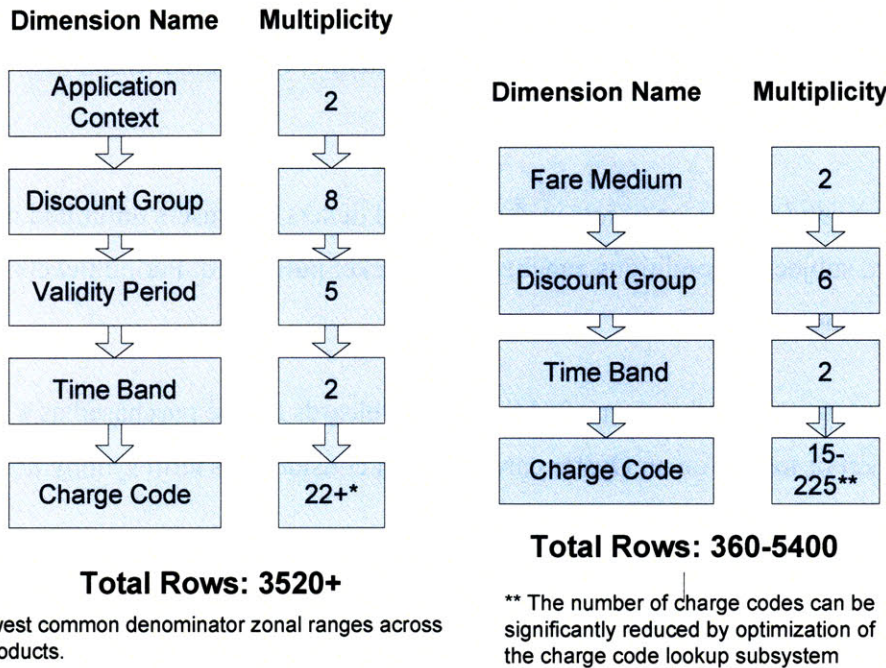 Dimension Name Multiplicity
Application
Context
2
Discount Group 8
Validity Period 5
Time Band 2
Charge Code 22+*
Total Rows: 3520+
west common denominator zonal ranges across
oducts.
Dimension Name Multiplicity
Fare Medium 2
Discount Group 6
Time Band 2
Charge Code
15-
225**
Total Rows: 360-5400
** The number of charge codes can be
significantly reduced by optimization of
the charge code lookup subsystem